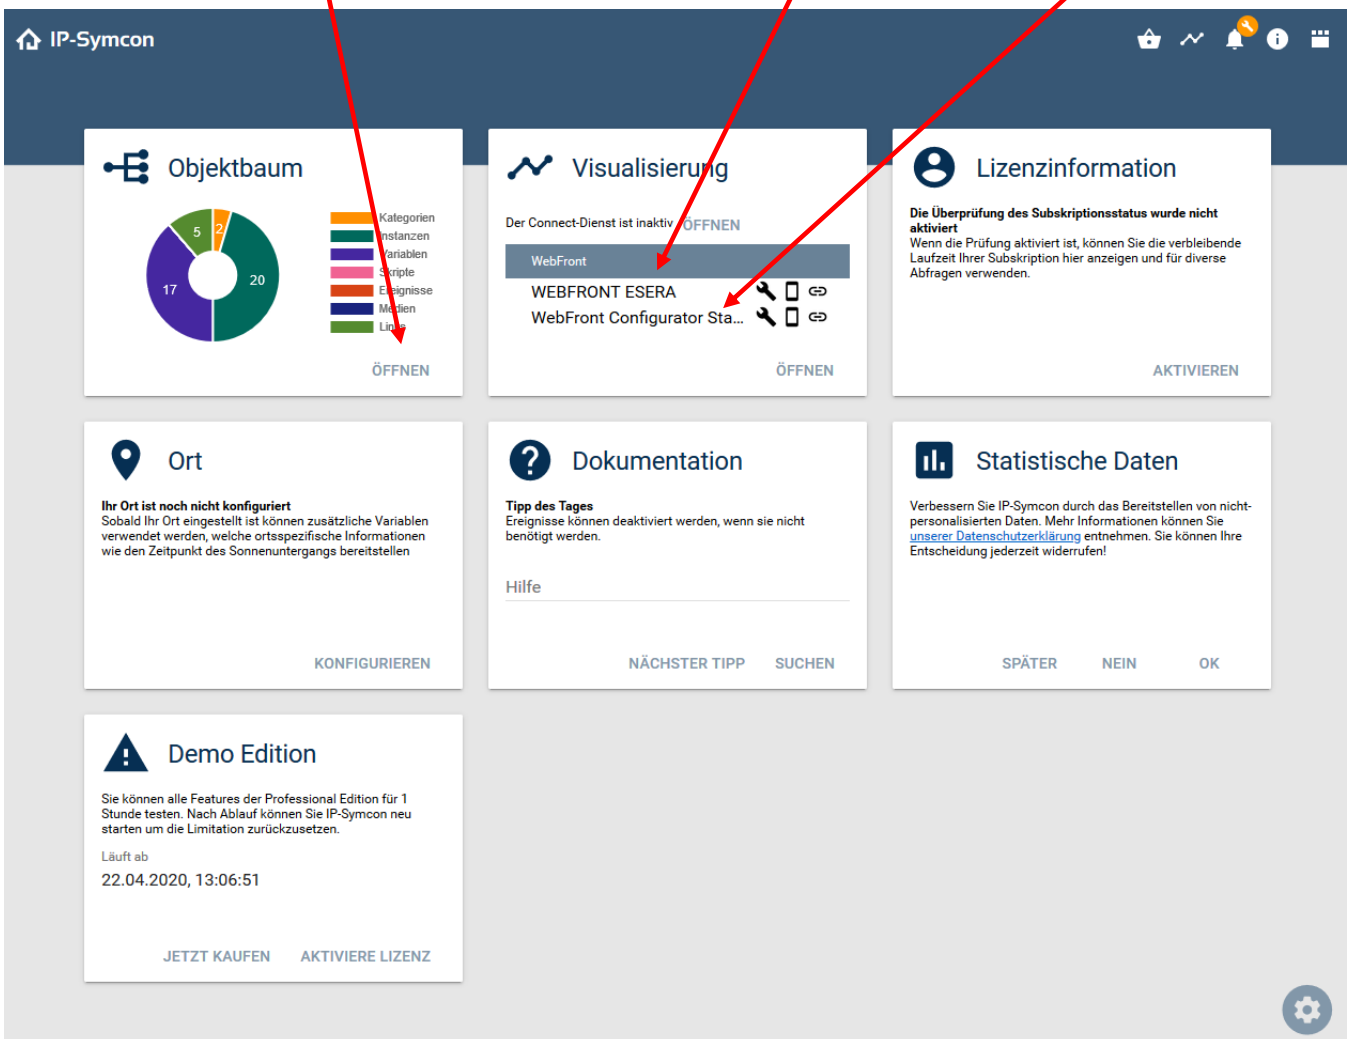 IP-Symcon
Objektbaum
5
2
20
17
Kategorien
Instanzen
Variablen
Skripte
Ereignisse
Medien
Links
ÖFFNEN
Visualisierung
Der Connect-Dienst ist inaktiv. ÖFFNEN
WebFront
WEBFRONT ESERA
WebFront Configurator Sta...
ÖFFNEN
Lizenzinformation
Die Überprüfung des Subskriptionsstatus wurde nicht
aktiviert
Wenn die Prüfung aktiviert ist, können Sie die verbleibende
Laufzeit Ihrer Subskription hier anzeigen und für diverse
Abfragen verwenden.
AKTIVIEREN
Ort
Ihr Ort ist noch nicht konfiguriert
Sobald Ihr Ort eingestellt ist können zusätzliche Variablen
verwendet werden, welche ortsspezifische Informationen
wie den Zeitpunkt des Sonnenuntergangs bereitstellen
KONFIGURIEREN
Dokumentation
Tipp des Tages
Ereignisse können deaktiviert werden, wenn sie nicht
benötigt werden.
Hilfe
NÄCHSTER TIPP SUCHEN
Statistische Daten
Verbessern Sie IP-Symcon durch das Bereitstellen von nicht-
personalisierten Daten. Mehr Informationen können Sie
unserer Datenschutzerklärung entnehmen. Sie können Ihre
Entscheidung jederzeit widerrufen!
SPÄTER NEIN OK
Demo Edition
Sie können alle Features der Professional Edition für 1
Stunde testen. Nach Ablauf können Sie IP-Symcon neu
starten um die Limitation zurückzusetzen.
Läuft ab
22.04.2020, 13:06:51
JETZT KAUFEN AKTIVIERE LIZENZ